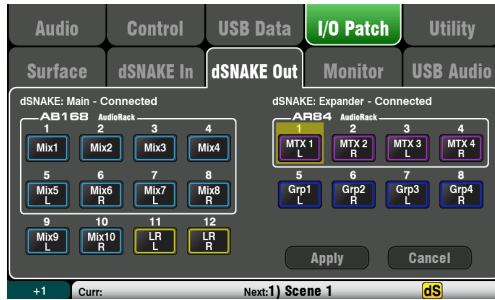 Audio Control USB Data I/O Patch Utility
Surface dSNAKE In dSNAKE Out Monitor USB Audio
dSNAKE: Main - Connected dSNAKE: Expander - Connected
AB168 AudioRack AR84 AudioRack
1 2 3 4 1 2 3 4
Mix1 Mix2 Mix3 Mix4 MTX 1 L MTX 2 R MTX 3 L MTX 4 R
5 6 7 8 5 6 7 8
Mix5 L Mix6 R Mix7 L Mix8 R Grp1 L Grp2 R Grp3 L Grp4 R
9 10 11 12
Mix9 L Mix10 R LR L LR R
Apply Cancel
+1 Curr: Next:1) Scene 1 dS